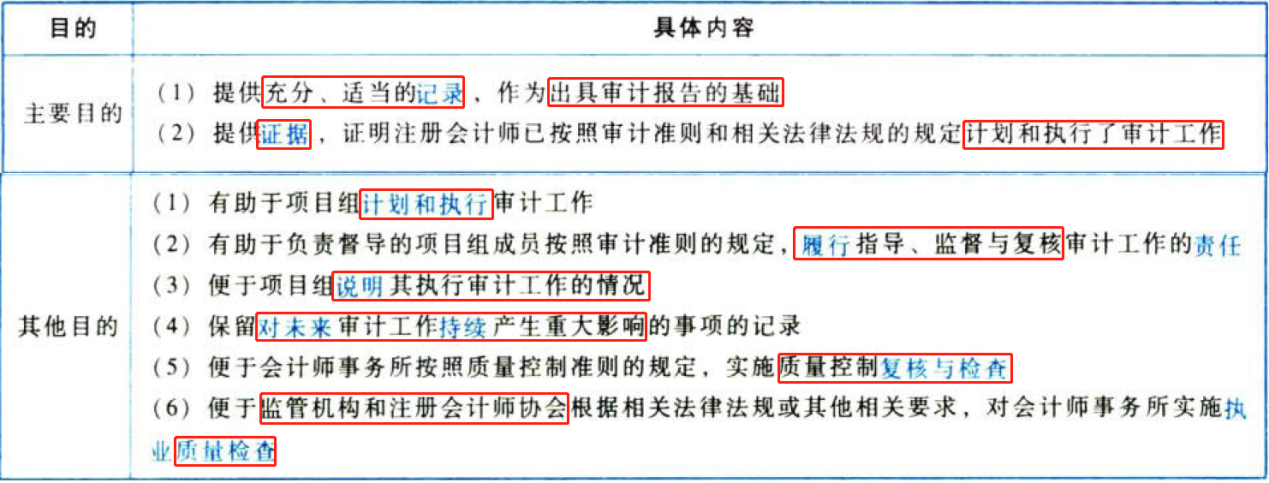 目的
具体内容
主要目的
(1) 提供充分、适当的记录，作为出具审计报告的基础
(2) 提供证据，证明注册会计师已按照审计准则和相关法律法规的规定计划和执行了审计工作
其他目的
(1) 有助于项目组计划和执行审计工作
(2) 有助于负责督导的项目组成员按照审计准则的规定，履行指导、监督与复核审计工作的责任
(3) 便于项目组说明其执行审计工作的情况
(4) 保留对未来审计工作持续产生重大影响的事项的记录
(5) 便于会计师事务所按照质量控制准则的规定，实施质量控制复核与检查
(6) 便于监管机构和注册会计师协会根据相关法律法规或其他相关要求，对会计师事务所实施执
业质量检查